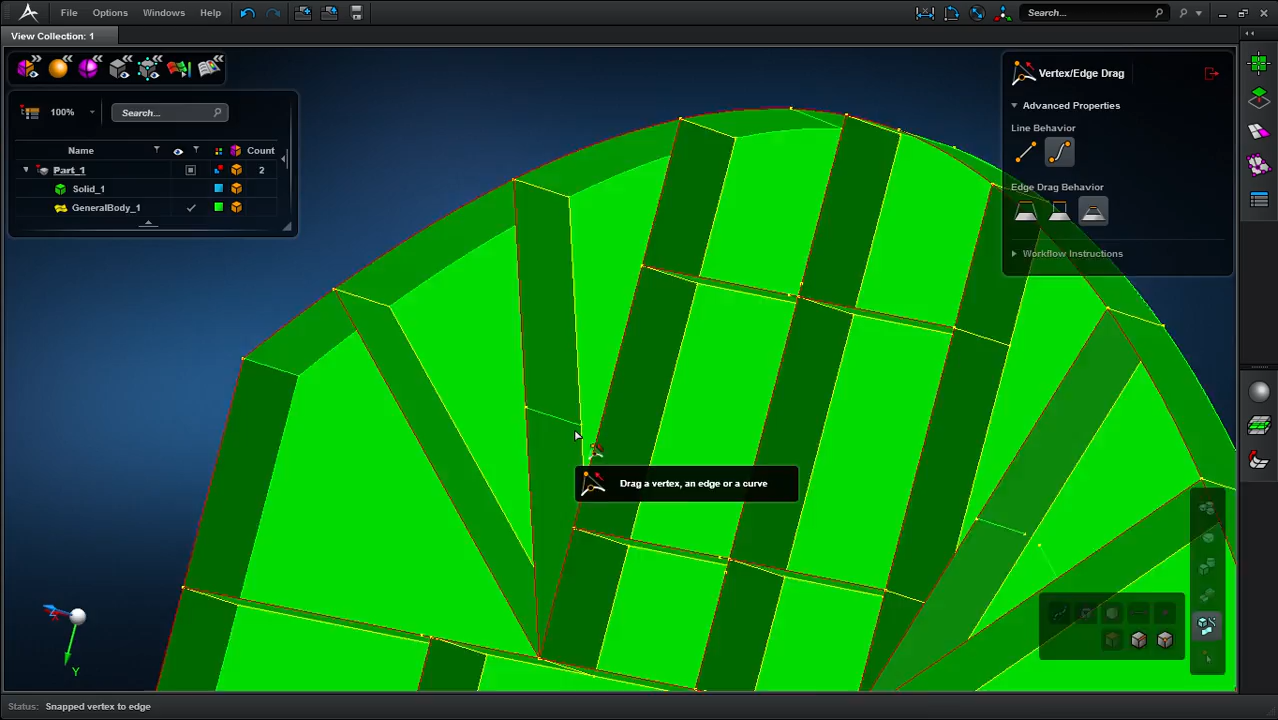 File Options Windows Help Search...
View Collection: 1
100% Search...
Name Count
Part_1 2
Solid_1
GeneralBody_1
Vertex/Edge Drag
Advanced Properties
Line Behavior
Edge Drag Behavior
Workflow Instructions
Drag a vertex, an edge or a curve
Z
Y
Status: Snapped vertex to edge